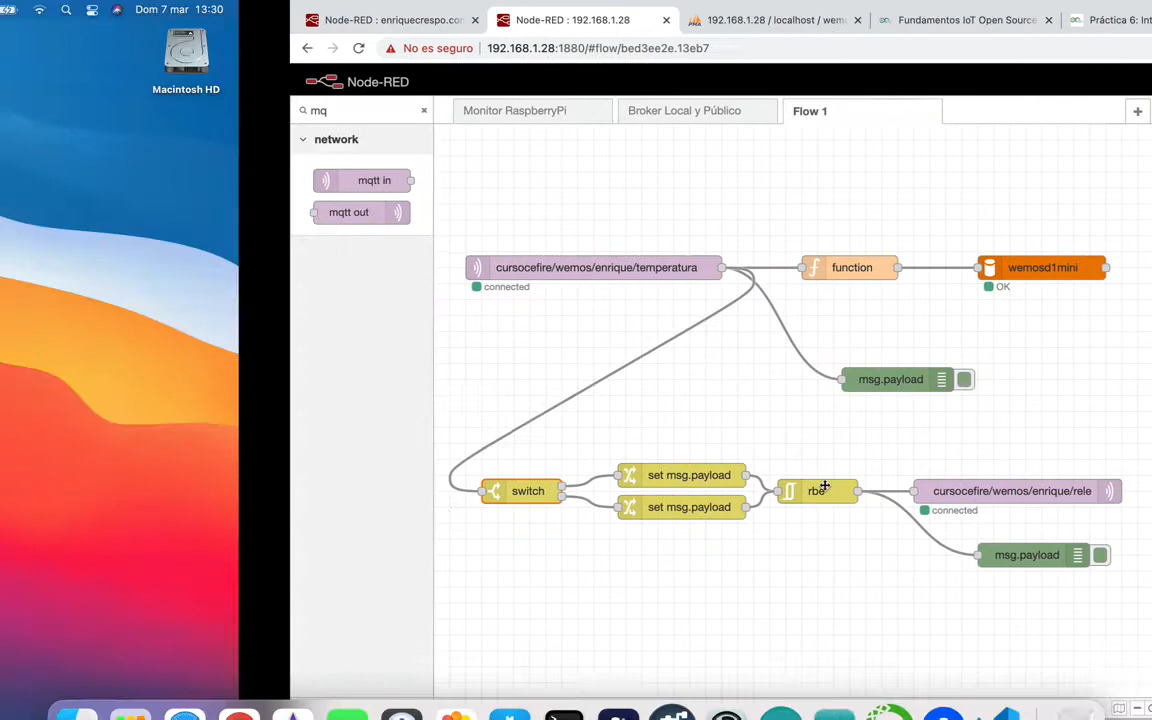 Dom 7 mar 13:30
Macintosh HD
Node-RED : enriquecrespo.con
Node-RED : 192.168.1.28
192.168.1.28 / localhost / wem
Fundamentos IoT Open Source
Práctica 6: Int
No es seguro
192.168.1.28:1880/#flow/bed3ee2e.13eb7
Node-RED
mq
Monitor RaspberryPi
Broker Local y Público
Flow 1
network
mqtt in
mqtt out
cursocefire/wemos/enrique/temperatura
connected
function
wemosd1mini
OK
msg.payload
switch
set msg.payload
set msg.payload
rbe
cursocefire/wemos/enrique/rele
connected
msg.payload